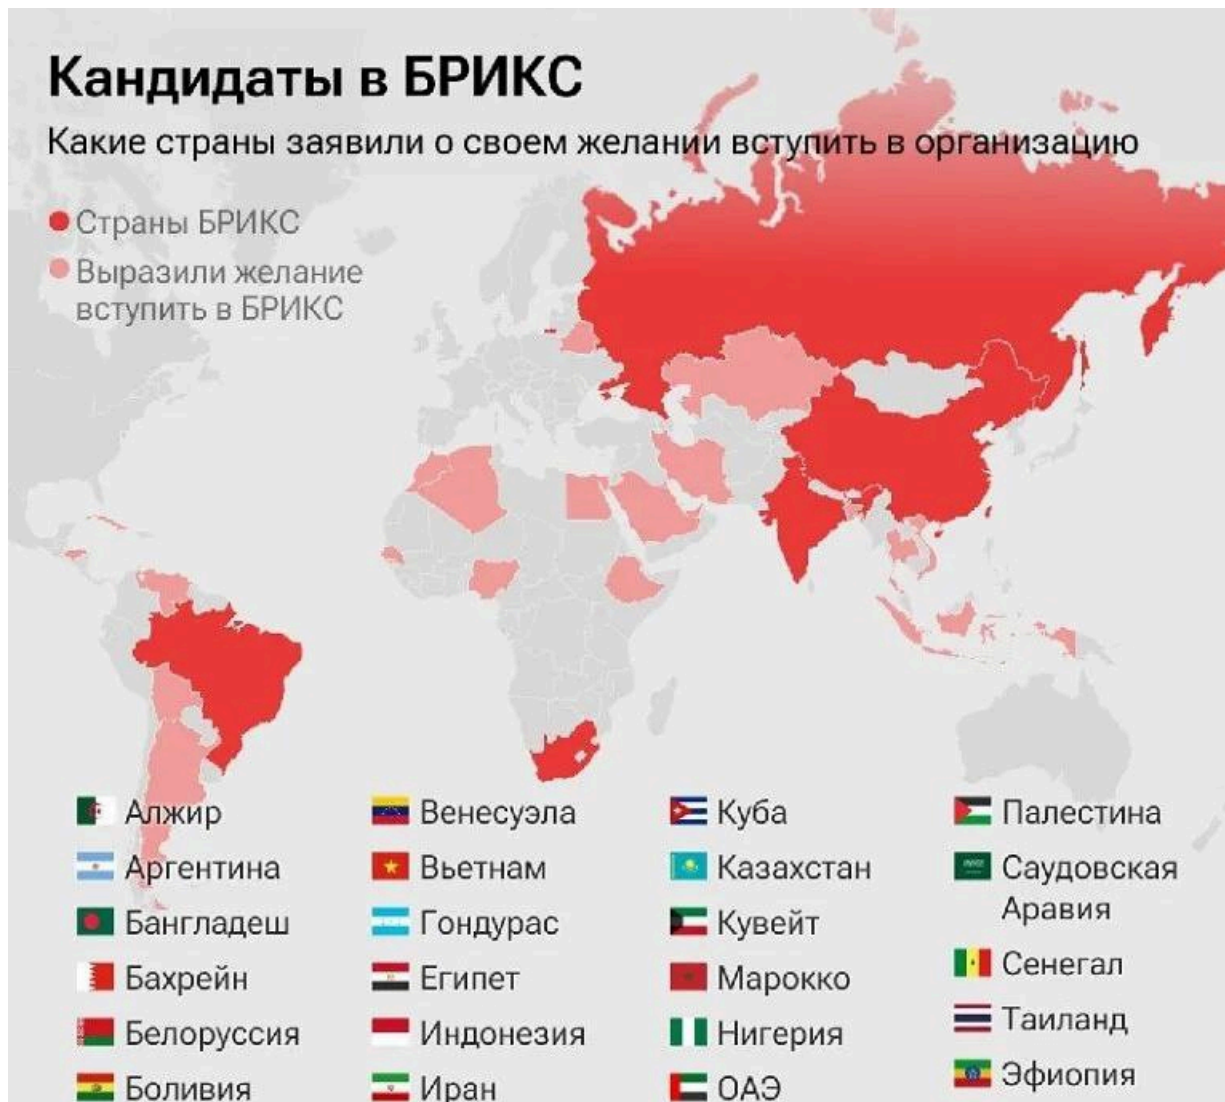 Кандидаты в БРИКС
Какие страны заявили о своем желании вступить в организацию
Страны БРИКС
Выразили желание
вступить в БРИКС
Алжир
Аргентина
Бангладеш
Бахрейн
Белоруссия
Боливия
Венесуэла
Вьетнам
Гондурас
Египет
Индонезия
Иран
Куба
Казахстан
Кувейт
Марокко
Нигерия
ОАЭ
Палестина
Саудовская
Аравия
Сенегал
Таиланд
Эфиопия